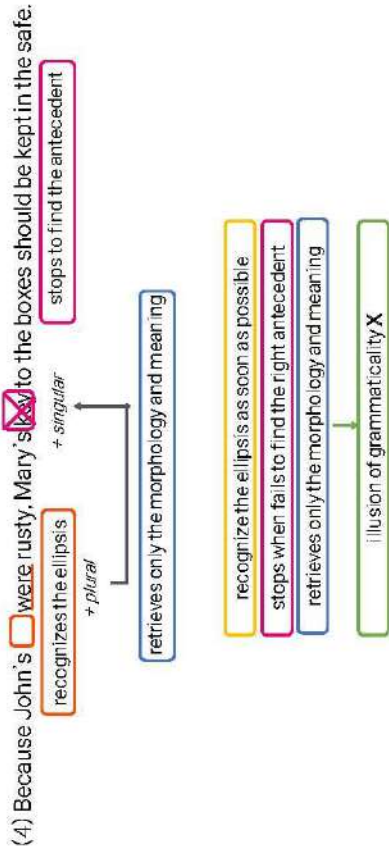 (4) Because John's were rusty, Mary's key to the boxes should be kept in the safe.
recognizes the ellipsis
+ singular
stops to find the antecedent
+ plural
retrieves only the morphology and meaning
recognize the ellipsis as soon as possible
stops when fails to find the right antecedent
retrieves only the morphology and meaning
illusion of grammaticality X